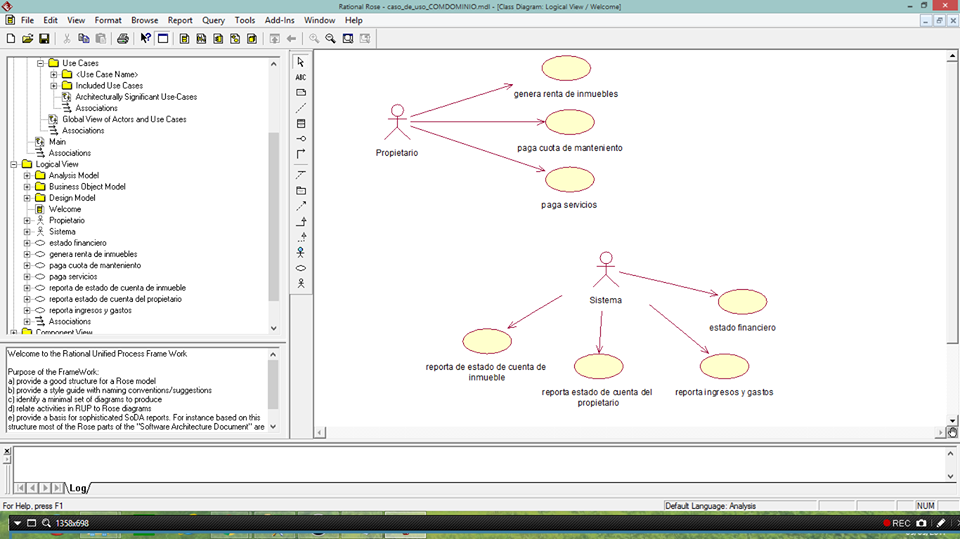 Rational Rose - caso_de_uso_COMDOMINIO.mdl - [Class Diagram: Logical View / Welcome]
File Edit View Format Browse Report Query Tools Add-Ins Window Help
Use Cases
<Use Case Name>
Included Use Cases
Architecturally Significant Use-Cases
Associations
Global View of Actors and Use Cases
Associations
Main
Associations
Logical View
Analysis Model
Business Object Model
Design Model
Welcome
Propietario
Sistema
estado financiero
genera renta de inmuebles
paga cuota de manteniento
paga servicios
reporta de estado de cuenta de inmueble
reporta estado de cuenta del propietario
reporta ingresos y gastos
Associations
Component View
Welcome to the Rational Unified Process Frame Work
Purpose of the FrameWork:
a) provide a good structure for a Rose model
b) provide a style guide with naming conventions/suggestions
c) identify a minimal set of diagrams to produce
d) relate activities in RUP to Rose diagrams
e) provide a basis for sophisticated SoDA reports. For instance based on this
structure most of the Rose parts of the "Software Architecture Document" are
ABC
genera renta de inmuebles
Propietario
paga cuota de manteniento
paga servicios
Sistema
estado financiero
reporta de estado de cuenta de
inmueble
reporta estado de cuenta del
propietario
reporta ingresos y gastos
Log
For Help, press F1
Default Language: Analysis
NUM
1358x698
REC